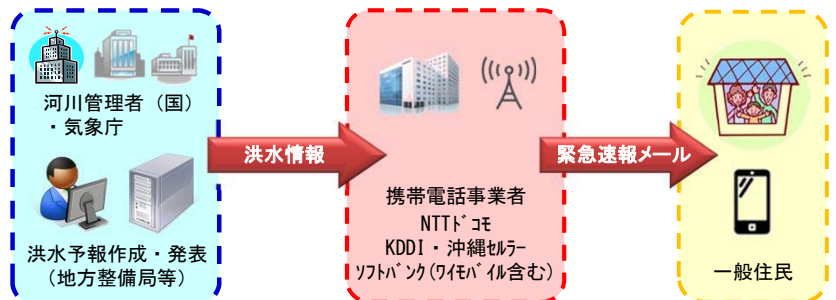 河川管理者(国)
・気象庁
洪水予報作成・発表
(地方整備局等)
洪水情報
携帯電話事業者
NTTドコモ
KDDI・沖縄セルラー
ソフトバンク(ワイモバイル含む)
緊急速報メール
一般住民